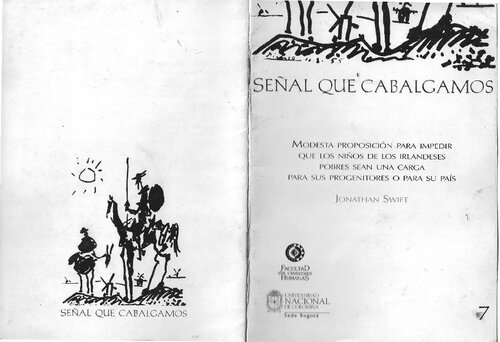 SEÑAL QUE CABALGAMOS
SEÑAL QUE CABALGAMOS
MODESTA PROPOSICIÓN PARA IMPEDIR
QUE LOS NIÑOS DE LOS IRLANDESES
POBRES SEAN UNA CARGA
PARA SUS PROGENITORES O PARA SU PAÍS
JONATHAN SWIFT
FACULTAD
de CIENCIAS
HUMANAS
UNIVERSIDAD
NACIONAL
DE COLOMBIA
Sede Bogotá
7